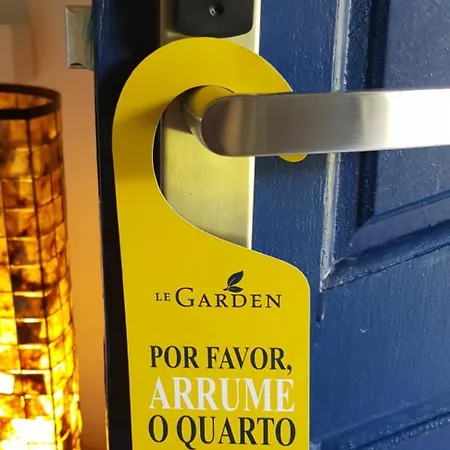 LE GARDEN
POR FAVOR,
ARRUME
O QUARTO